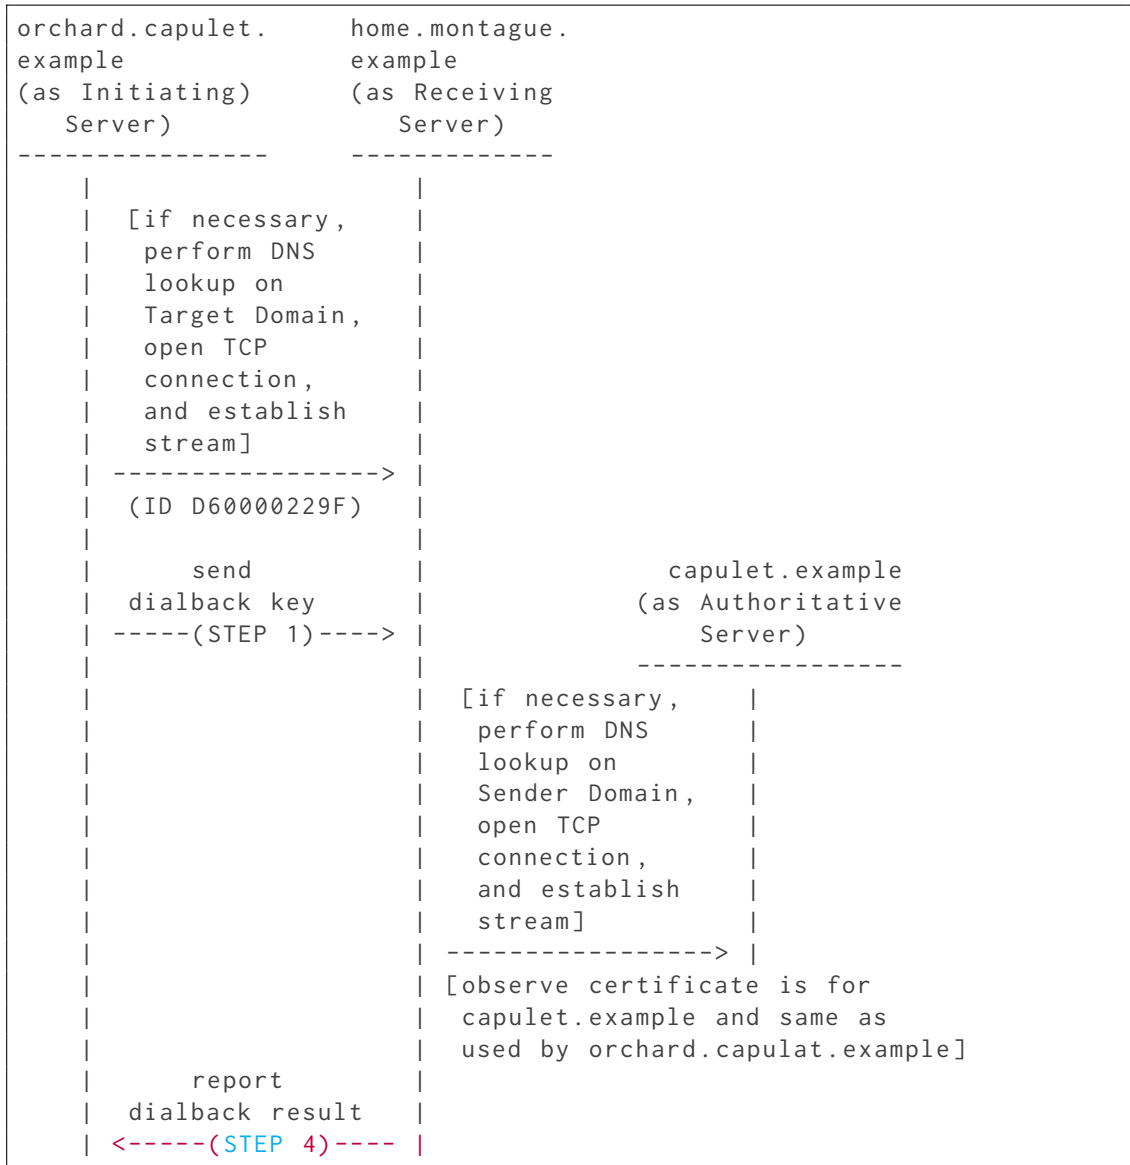 orchard.capulet.     home.montague.
example              example
(as Initiating)      (as Receiving
   Server)              Server)
----------------     -------------
    |                    |
    |  [if necessary,    |
    |   perform DNS      |
    |   lookup on        |
    |   Target Domain,   |
    |   open TCP         |
    |   connection,      |
    |   and establish    |
    |   stream]          |
    | -----------------> |
    |  (ID D60000229F)   |
    |                    |
    |      send          |               capulet.example
    |  dialback key      |             (as Authoritative
    | -----(STEP 1)----> |                 Server)
    |                    |             -----------------
    |                    |  [if necessary,    |
    |                    |   perform DNS      |
    |                    |   lookup on        |
    |                    |   Sender Domain,   |
    |                    |   open TCP         |
    |                    |   connection,      |
    |                    |   and establish    |
    |                    |   stream]          |
    |                    | -----------------> |
    |                    | [observe certificate is for
    |                    |  capulet.example and same as
    |                    |  used by orchard.capulat.example]
    |      report        |
    |  dialback result   |
    | <-----(STEP 4)---- |